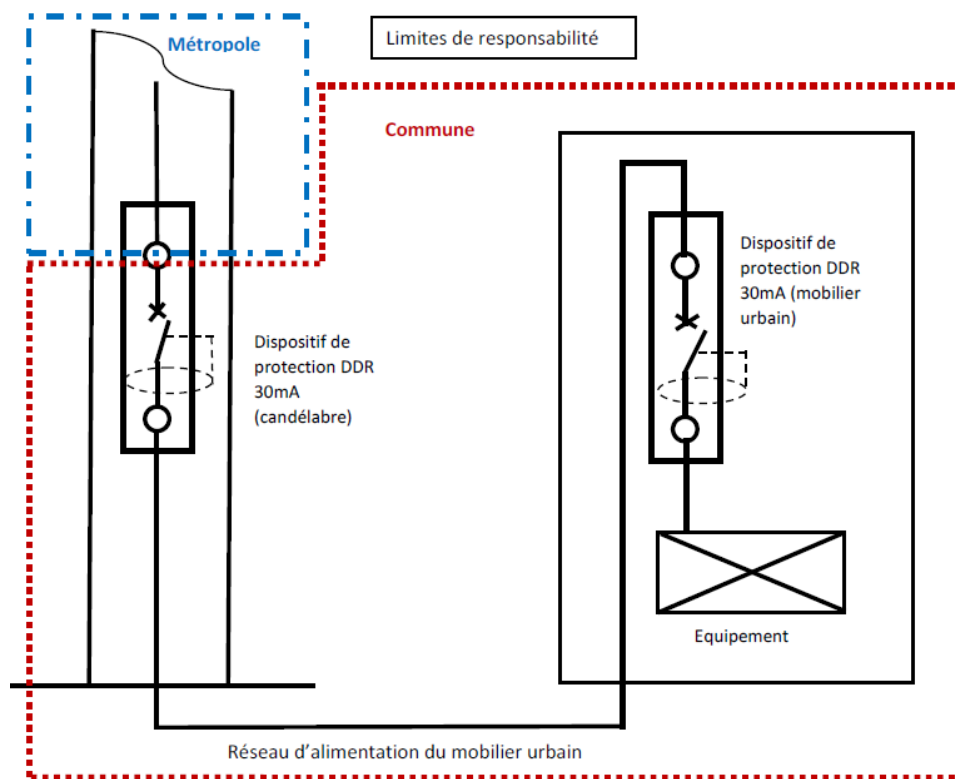 Métropole
Limites de responsabilité
Commune
Dispositif de
protection DDR
30mA (mobilier
urbain)
Dispositif de
protection DDR
30mA
(candélabre)
Equipement
Réseau d’alimentation du mobilier urbain